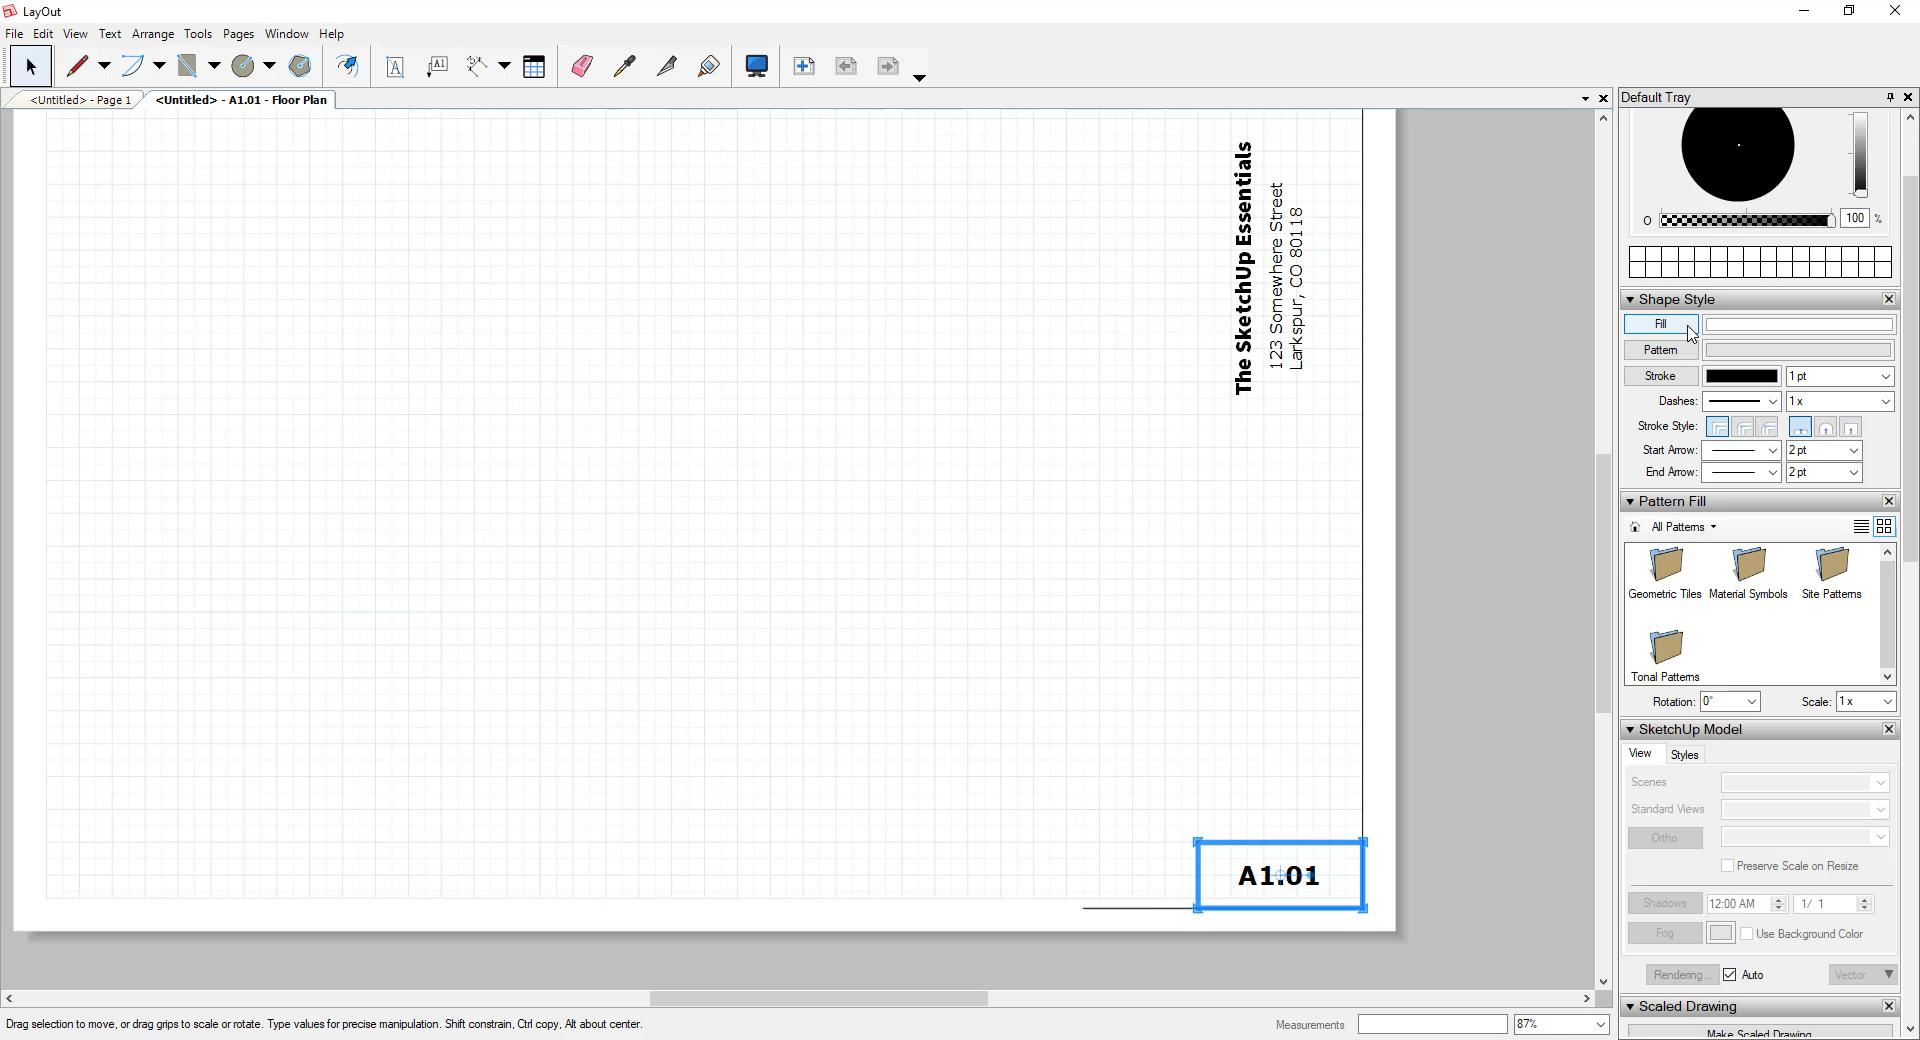 LayOut
File Edit View Text Arrange Tools Pages Window Help
A1
<Untitled> - Page 1
<Untitled> - A1.01 - Floor Plan
The SketchUp Essentials
123 Somewhere Street
Larkspur, CO 80118
A1.01
Drag selection to move, or drag grips to scale or rotate. Type values for precise manipulation. Shift constrain, Ctrl copy, Alt about center.
Measurements
87%
Default Tray
O 100 %
Shape Style
Fill
Pattern
Stroke 1 pt
Dashes: 1 x
Stroke Style:
Start Arrow: 2 pt
End Arrow: 2 pt
Pattern Fill
All Patterns
Geometric Tiles Material Symbols Site Patterns
Tonal Patterns
Rotation: 0° Scale: 1 x
SketchUp Model
View Styles
Scenes
Standard Views
Ortho
Preserve Scale on Resize
Shadows 12:00 AM 1/ 1
Fog Use Background Color
Rendering... Auto Vector
Scaled Drawing
Make Scaled Drawing